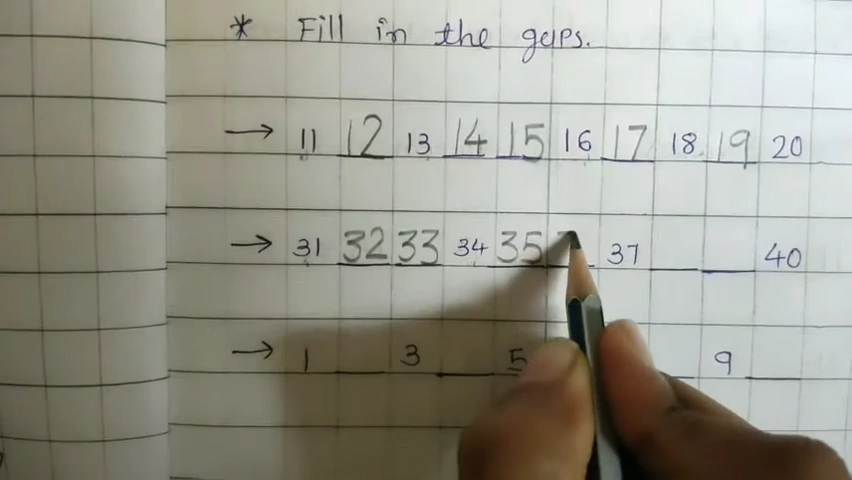 * Fill in the gaps.
→ 11 12 13 14 15 16 17 18 19 20
→ 31 32 33 34 35 _ 37 _ _ 40
→ 1 _ 3 _ 5 _ 9 _